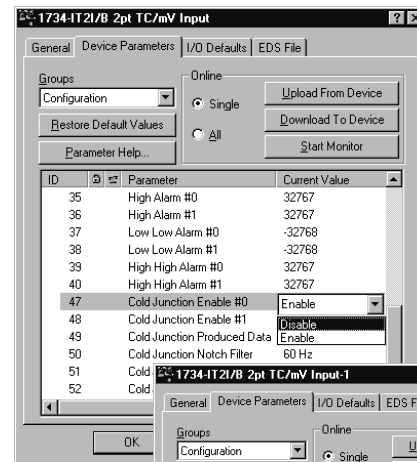 1734-IT2I/B 2pt TC/mV Input
General Device Parameters I/O Defaults EDS File
Groups Online
Configuration Single Upload From Device
Restore Default Values All Download To Device
Parameter Help... Start Monitor
ID Parameter Current Value
35 High Alarm #0 32767
36 High Alarm #1 32767
37 Low Low Alarm #0 -32768
38 Low Low Alarm #1 -32768
39 High High Alarm #0 32767
40 High High Alarm #1 32767
47 Cold Junction Enable #0 Enable
48 Cold Junction Enable #1 Disable
49 Cold Junction Produced Data Enable
50 Cold Junction Notch Filter 60 Hz
51 Cold
52 Cold
OK
1734-IT2I/B 2pt TC/mV Input-1
General Device Parameters I/O Defaults EDS F
Groups Online
Configuration Single U